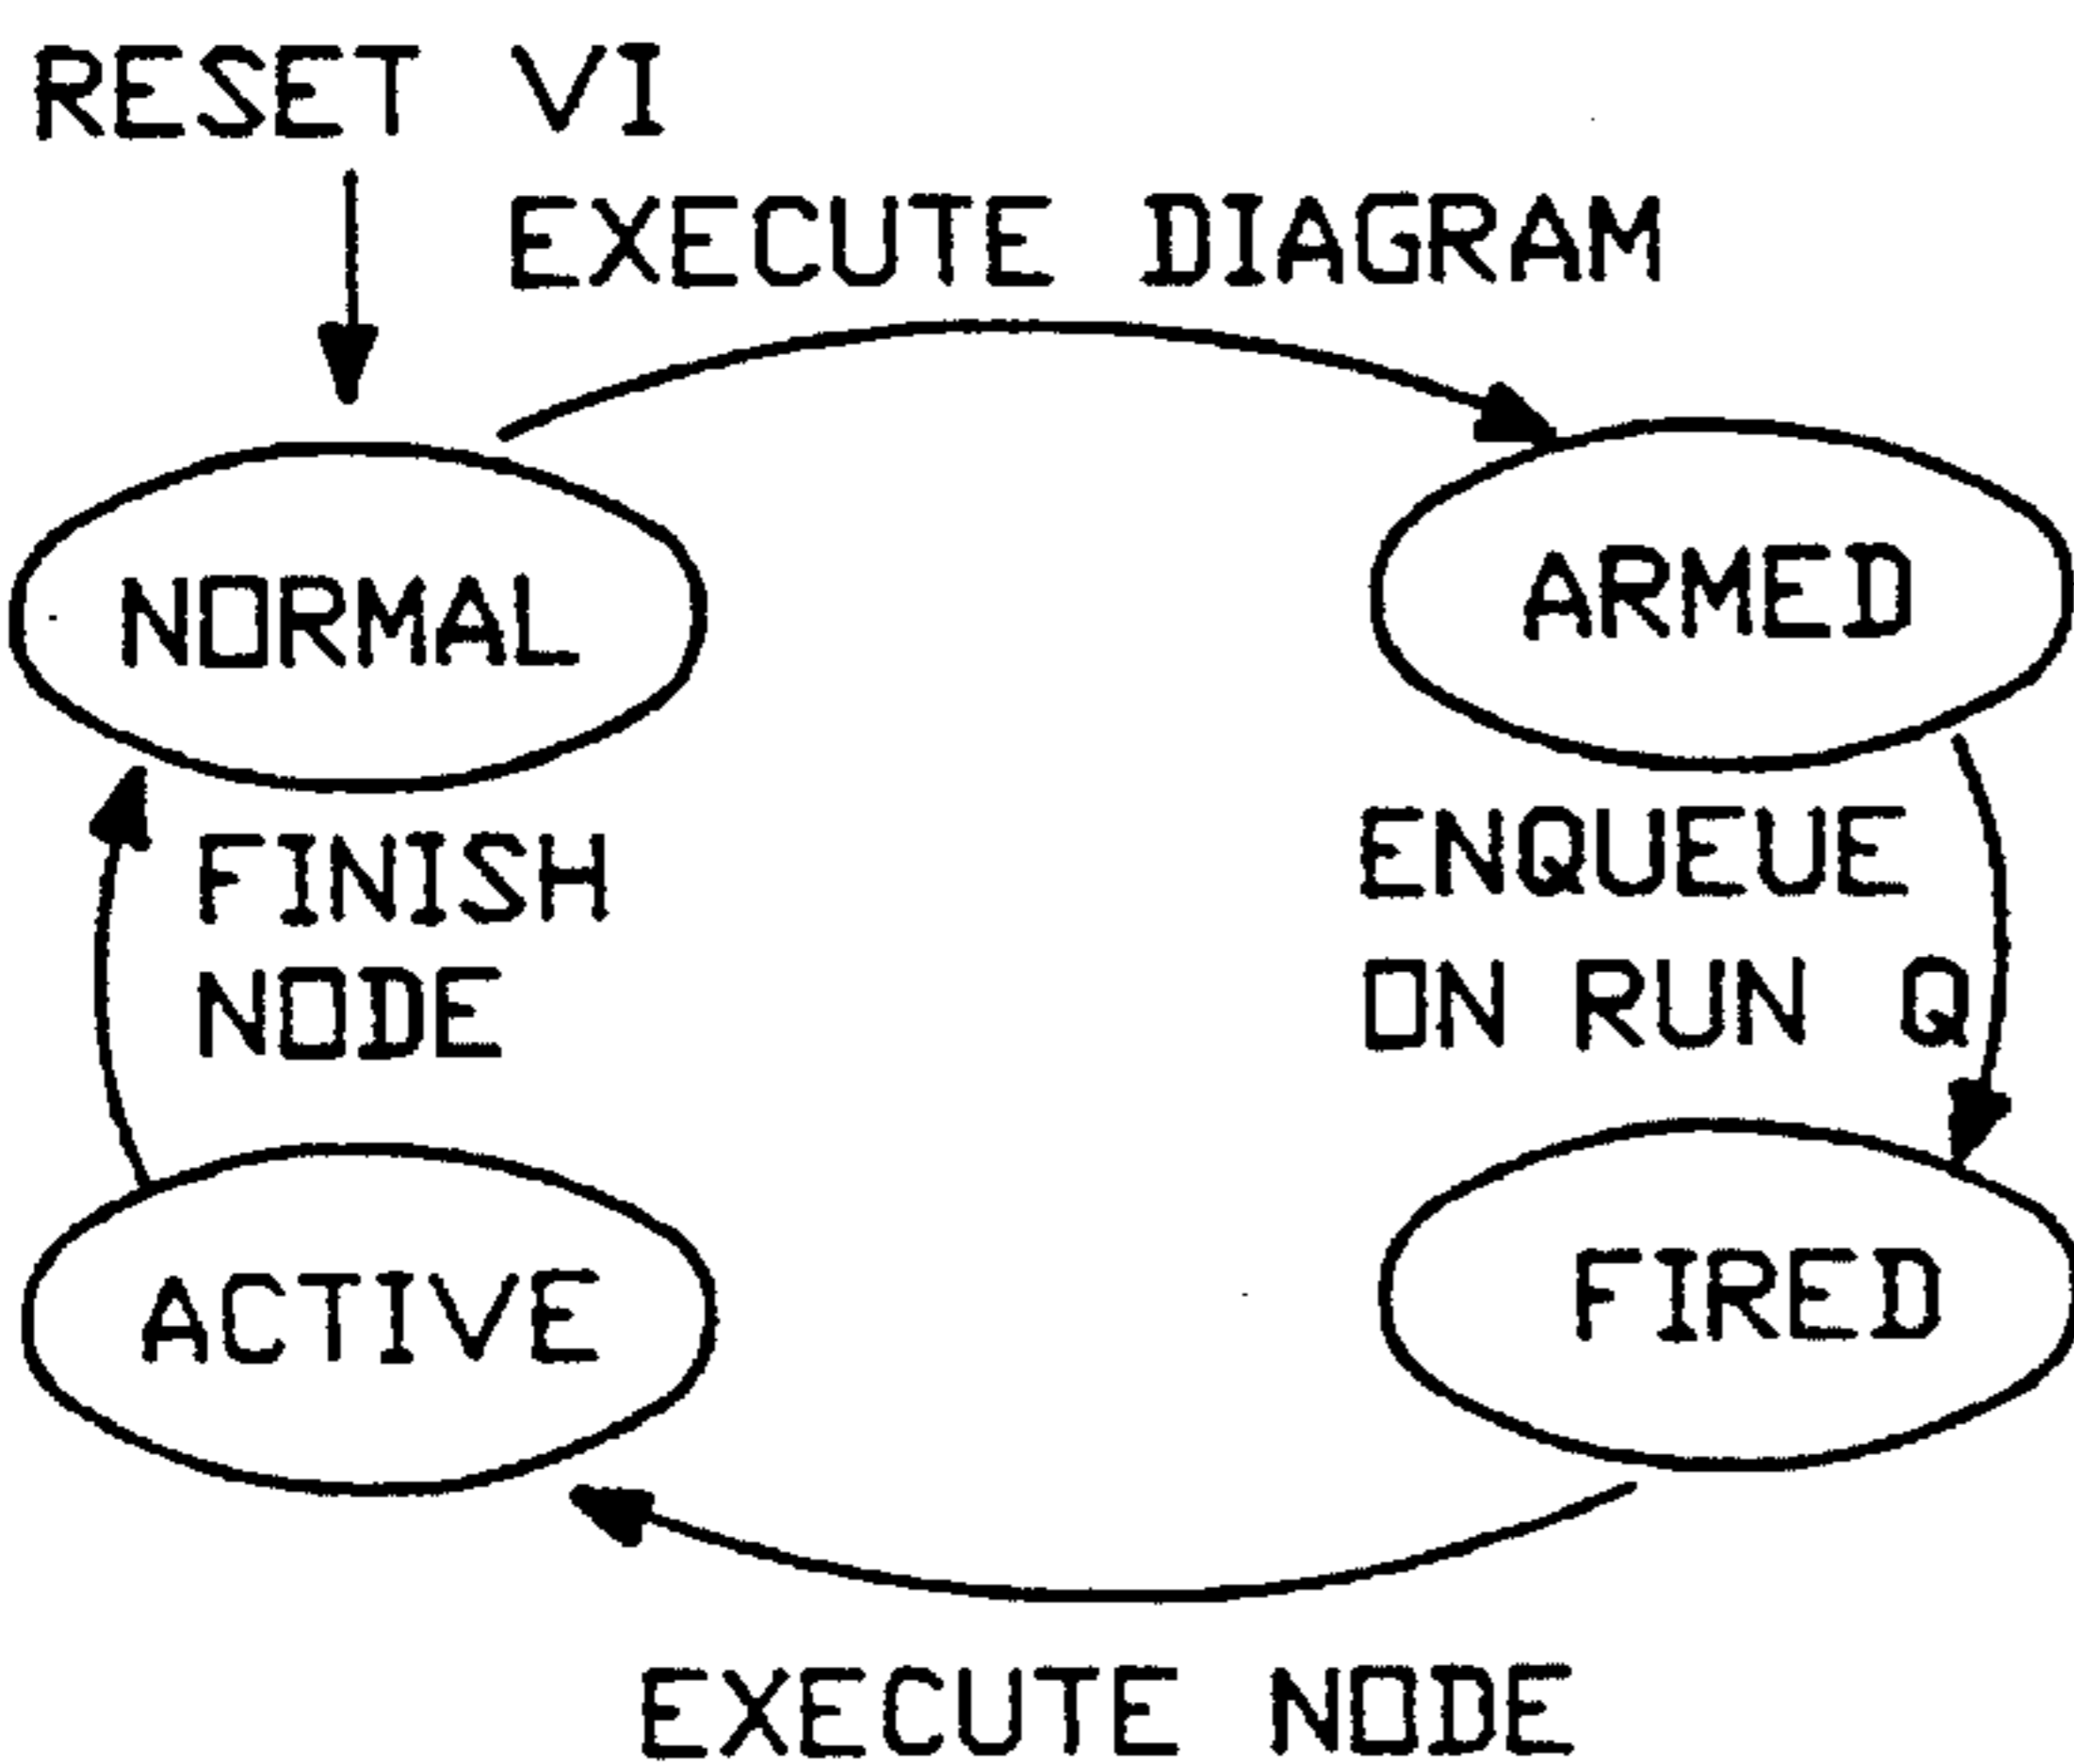 RESET VI
EXECUTE DIAGRAM
NORMAL
ARMED
FINISH
NODE
ENQUEUE
ON RUN Q
ACTIVE
FIRED
EXECUTE NODE